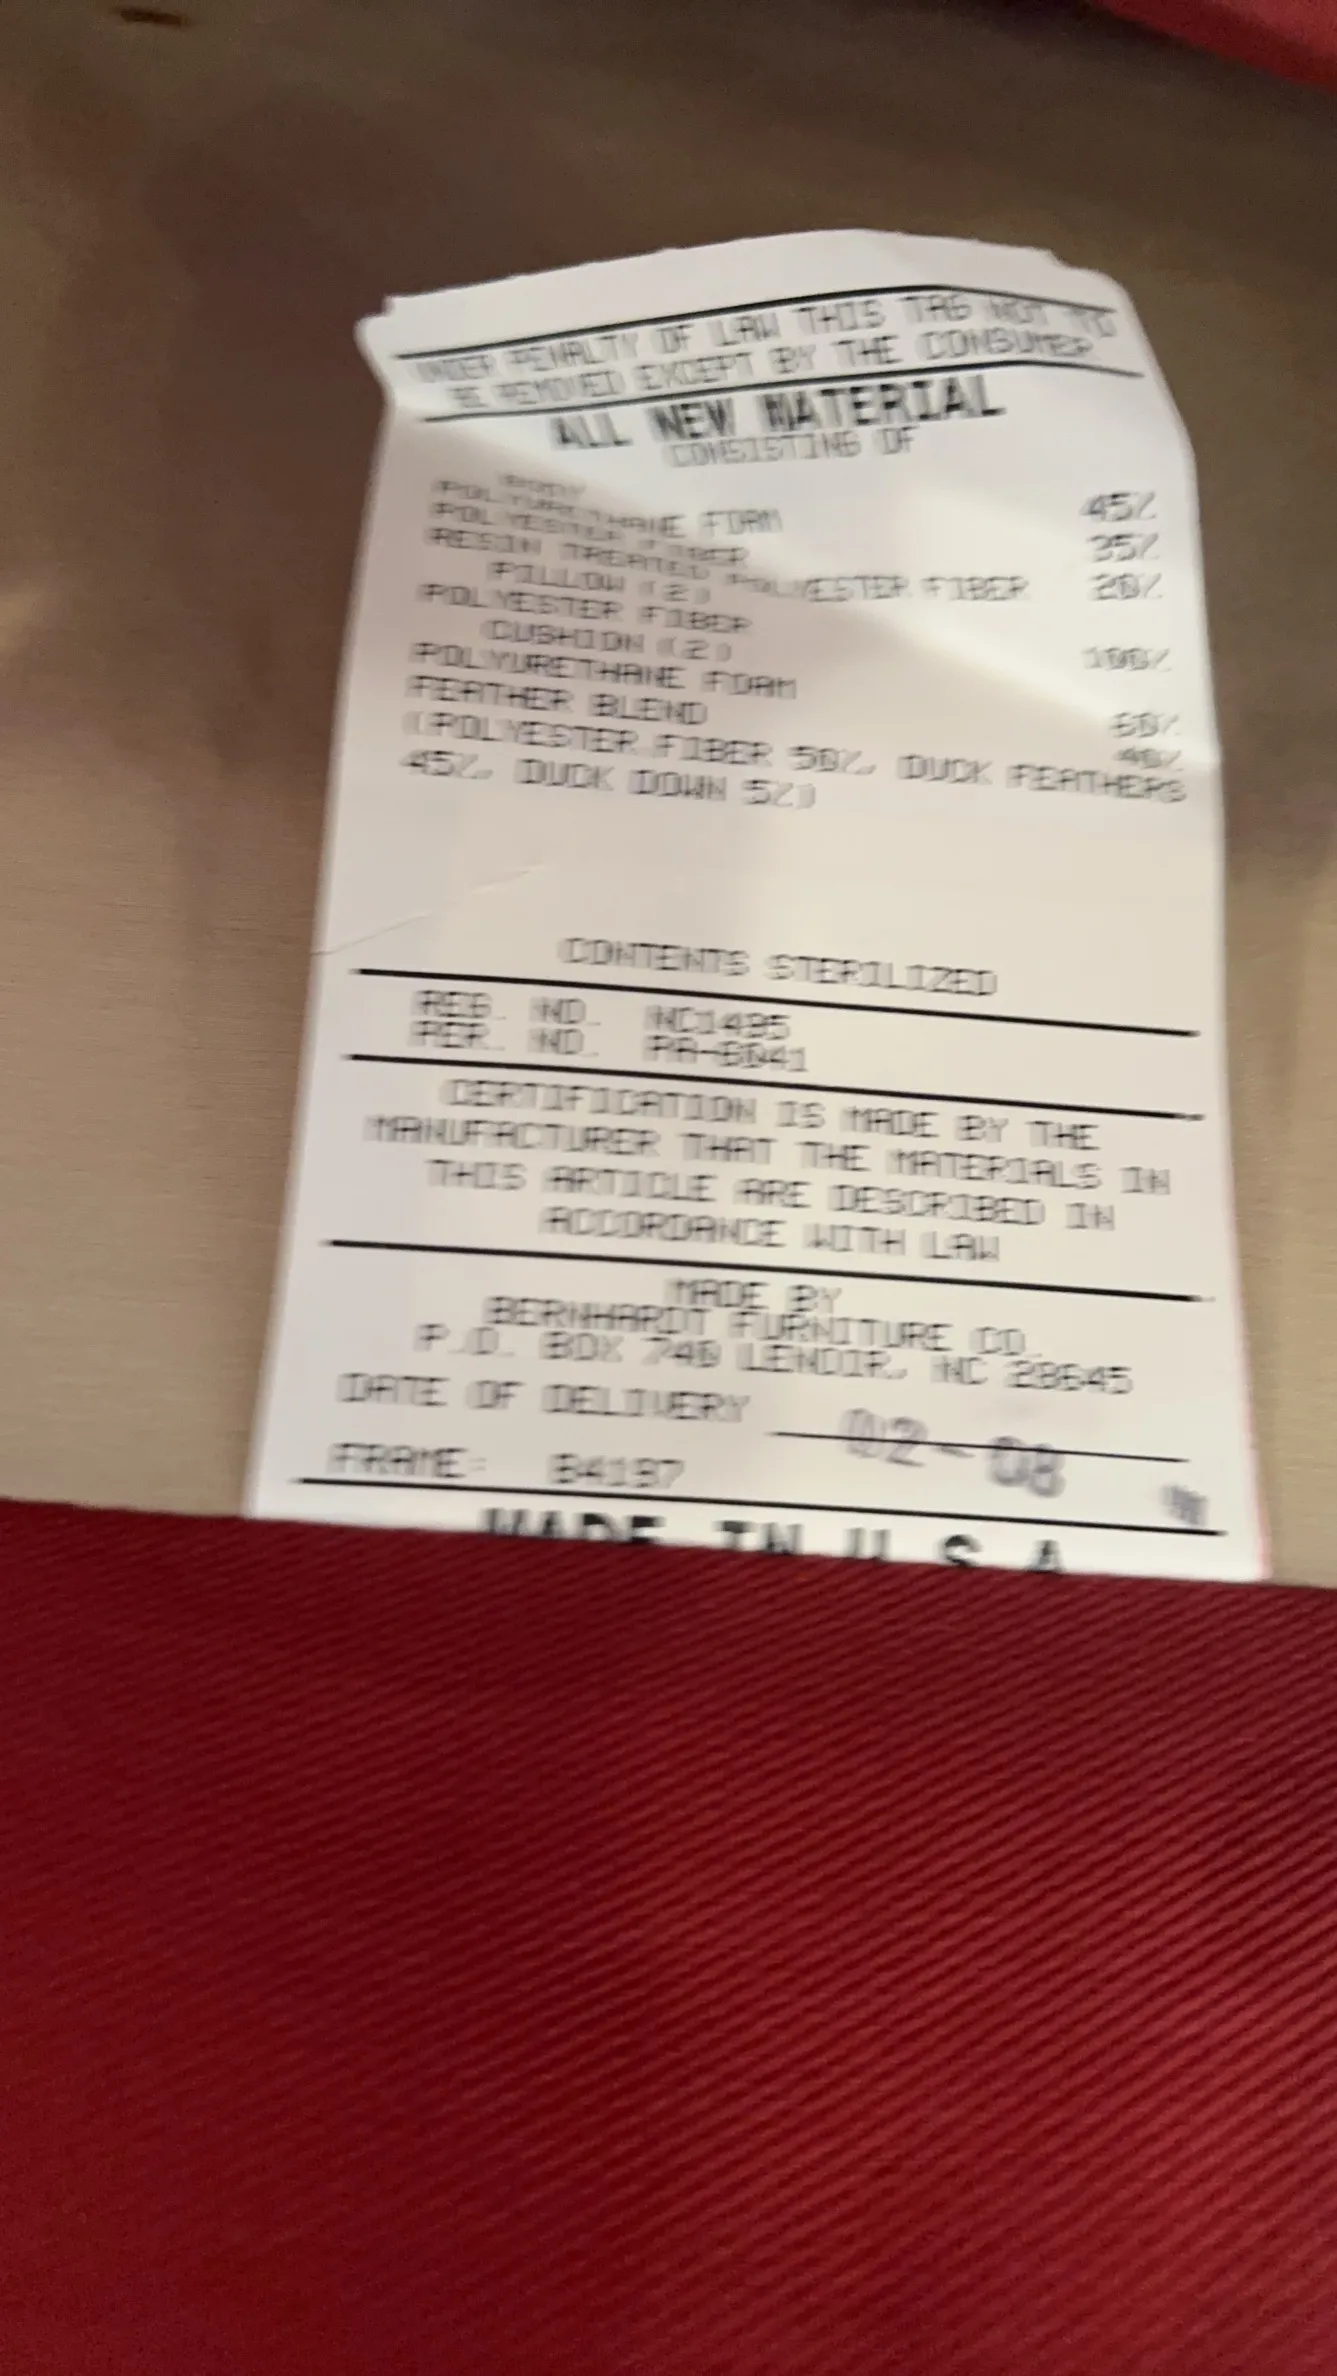 UNDER PENALTY OF LAW THIS TAG NOT TO
BE REMOVED EXCEPT BY THE CONSUMER
ALL NEW MATERIAL
CONSISTING OF
BODY
POLYURETHANE FOAM 45%
POLYESTER FIBER 35%
RESIN TREATED POLYESTER FIBER 20%
PILLOW (2)
POLYESTER FIBER 100%
CUSHION (2)
POLYURETHANE FOAM 60%
FEATHER BLEND 40%
(POLYESTER FIBER 50%, DUCK FEATHERS
45%, DUCK DOWN 5%)
CONTENTS STERILIZED
REG. NO.
PER. NO.
CERTIFICATION IS MADE BY THE
MANUFACTURER THAT THE MATERIALS IN
THIS ARTICLE ARE DESCRIBED IN
ACCORDANCE WITH LAW
MADE BY
BERNHARDT FURNITURE CO.
P.O. BOX 740 LENOIR, NC 28645
DATE OF DELIVERY 02-08
FRAME:
MADE IN U.S.A